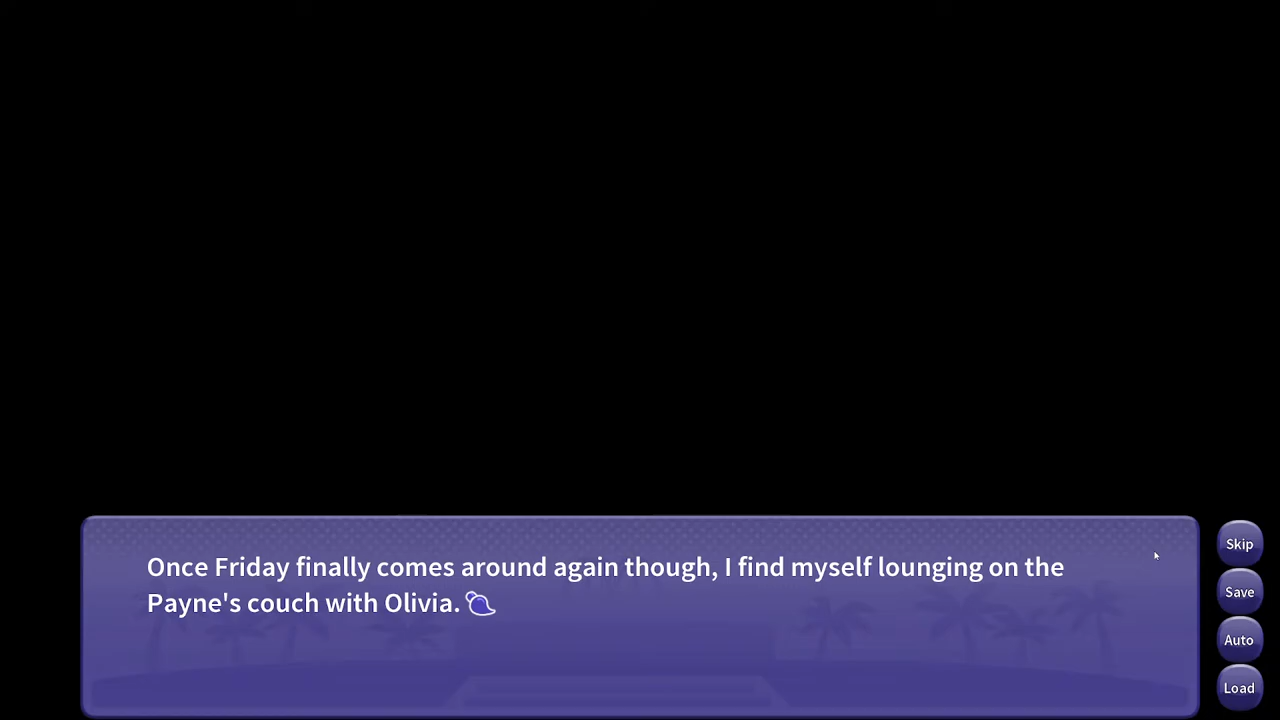 Once Friday finally comes around again though, I find myself lounging on the
Payne's couch with Olivia.
Skip
Save
Auto
Load